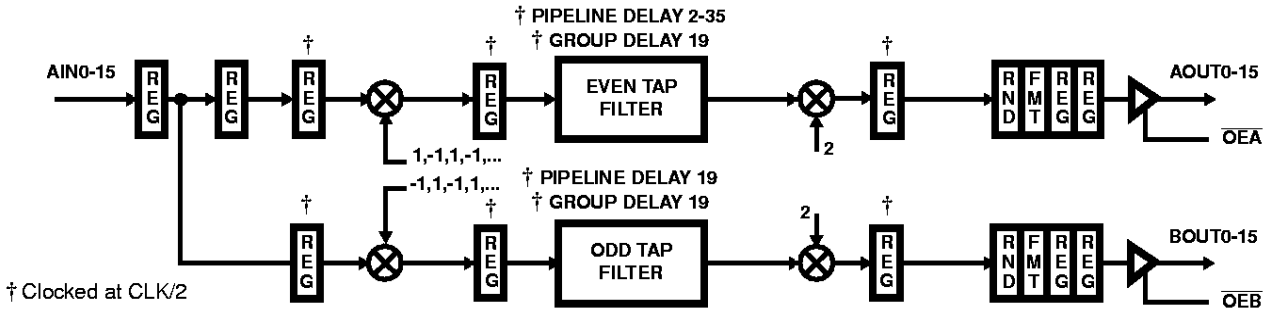 † PIPELINE DELAY 2-35
† GROUP DELAY 19
AIN0-15
REG
REG
†
REG
†
REG
EVEN TAP
FILTER
2
†
REG
RND
FMT
REG
REG
AOUT0-15
OEA
1,-1,1,-1,...
-1,1,-1,1,...
† PIPELINE DELAY 19
† GROUP DELAY 19
†
REG
†
REG
ODD TAP
FILTER
2
†
REG
RND
FMT
REG
REG
BOUT0-15
OEB
† Clocked at CLK/2